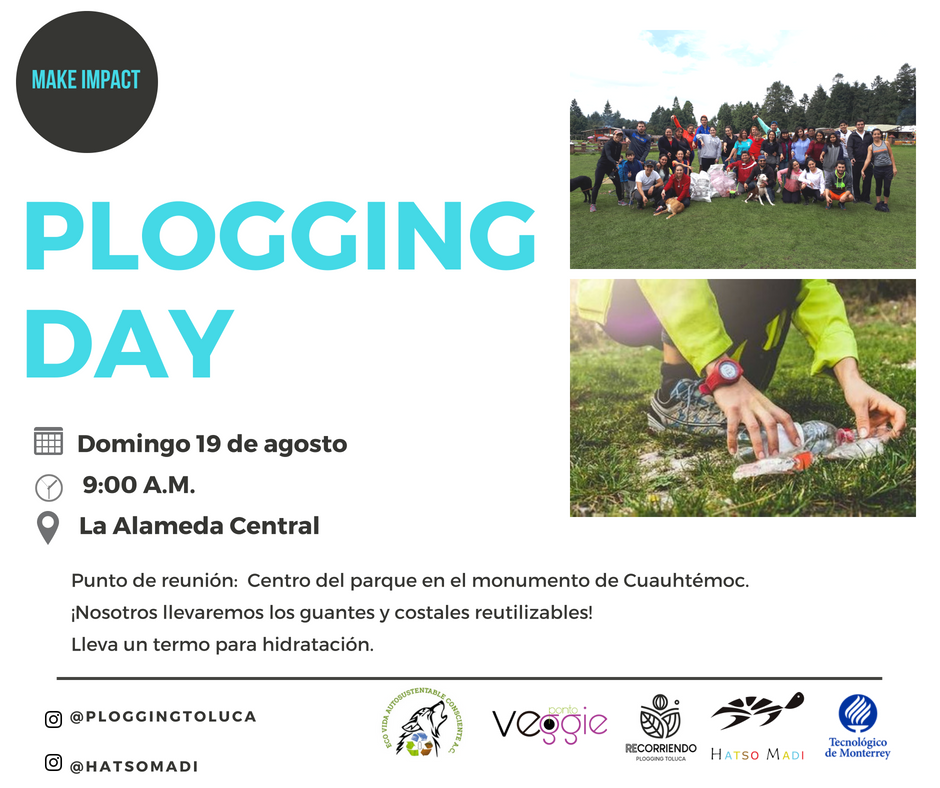 MAKE IMPACT
PLOGGING
DAY
Domingo 19 de agosto
9:00 A.M.
La Alameda Central
Punto de reunión: Centro del parque en el monumento de Cuauhtémoc.
¡Nosotros llevaremos los guantes y costales reutilizables!
Lleva un termo para hidratación.
@PLOGGINGTOLUCA
@HATSOMADI
ECO VIDA AUTOSUSTENTABLE CONSCIENTE A.C.
ponto
veggie
RECORRIENDO
PLOGGING TOLUCA
HATSO MADI
Tecnológico
de Monterrey